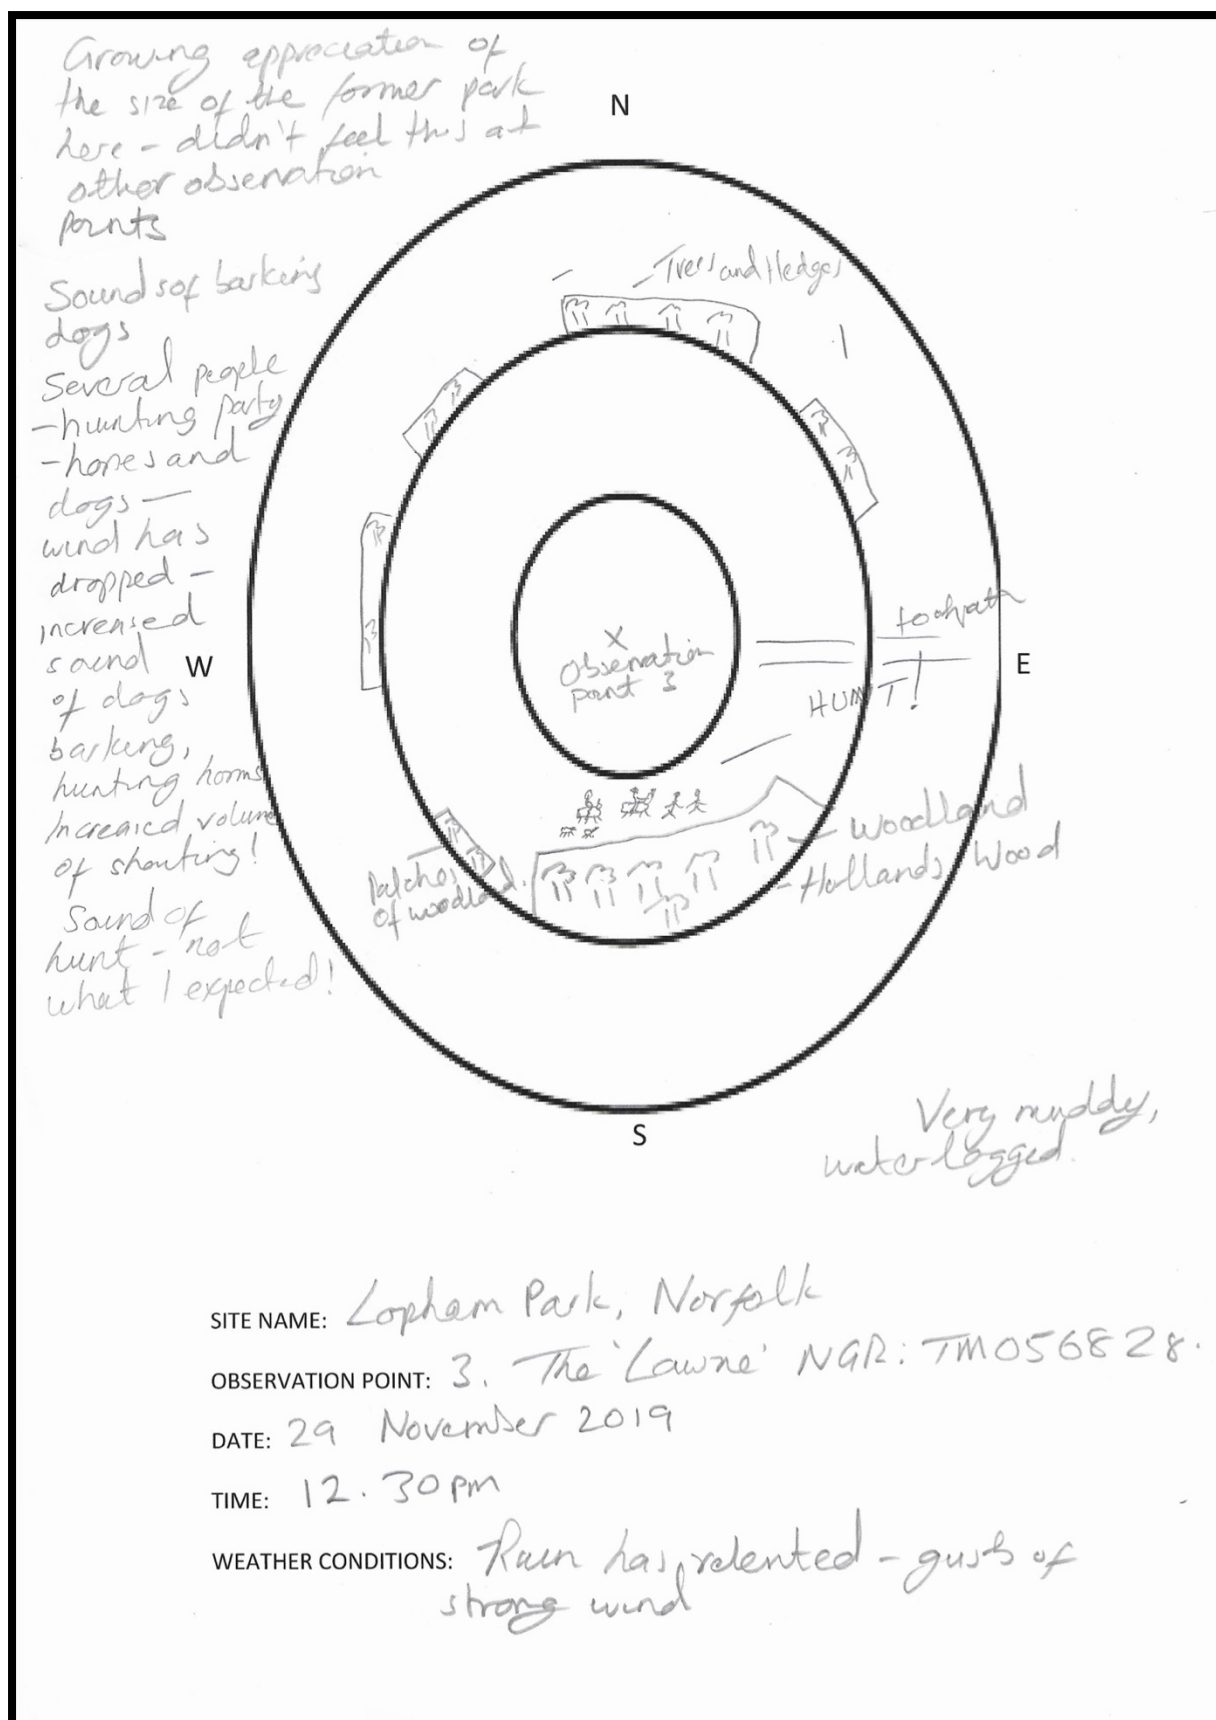 Growing appreciation of
the size of the former park
here - didn't feel this at
other observation
points
Sounds of barking
dogs
Several people
- hunting party
- horses and
dogs -
wind has
dropped -
increased
sound
of dogs
barking,
hunting horns
Increased volume
of shouting!
Sound of
hunt - not
what I expected!
N
Trees and Hedges
W
E
footpath
X
Observation
point 3
HUNT!
Woodland
- Hollands Wood
Patches
of woodland.
S
Very muddy,
waterlogged.
SITE NAME: Lopham Park, Norfolk
OBSERVATION POINT: 3. The 'Lawne' NGR: TM056828.
DATE: 29 November 2019
TIME: 12.30pm
WEATHER CONDITIONS: Rain has relented - gusts of
strong wind